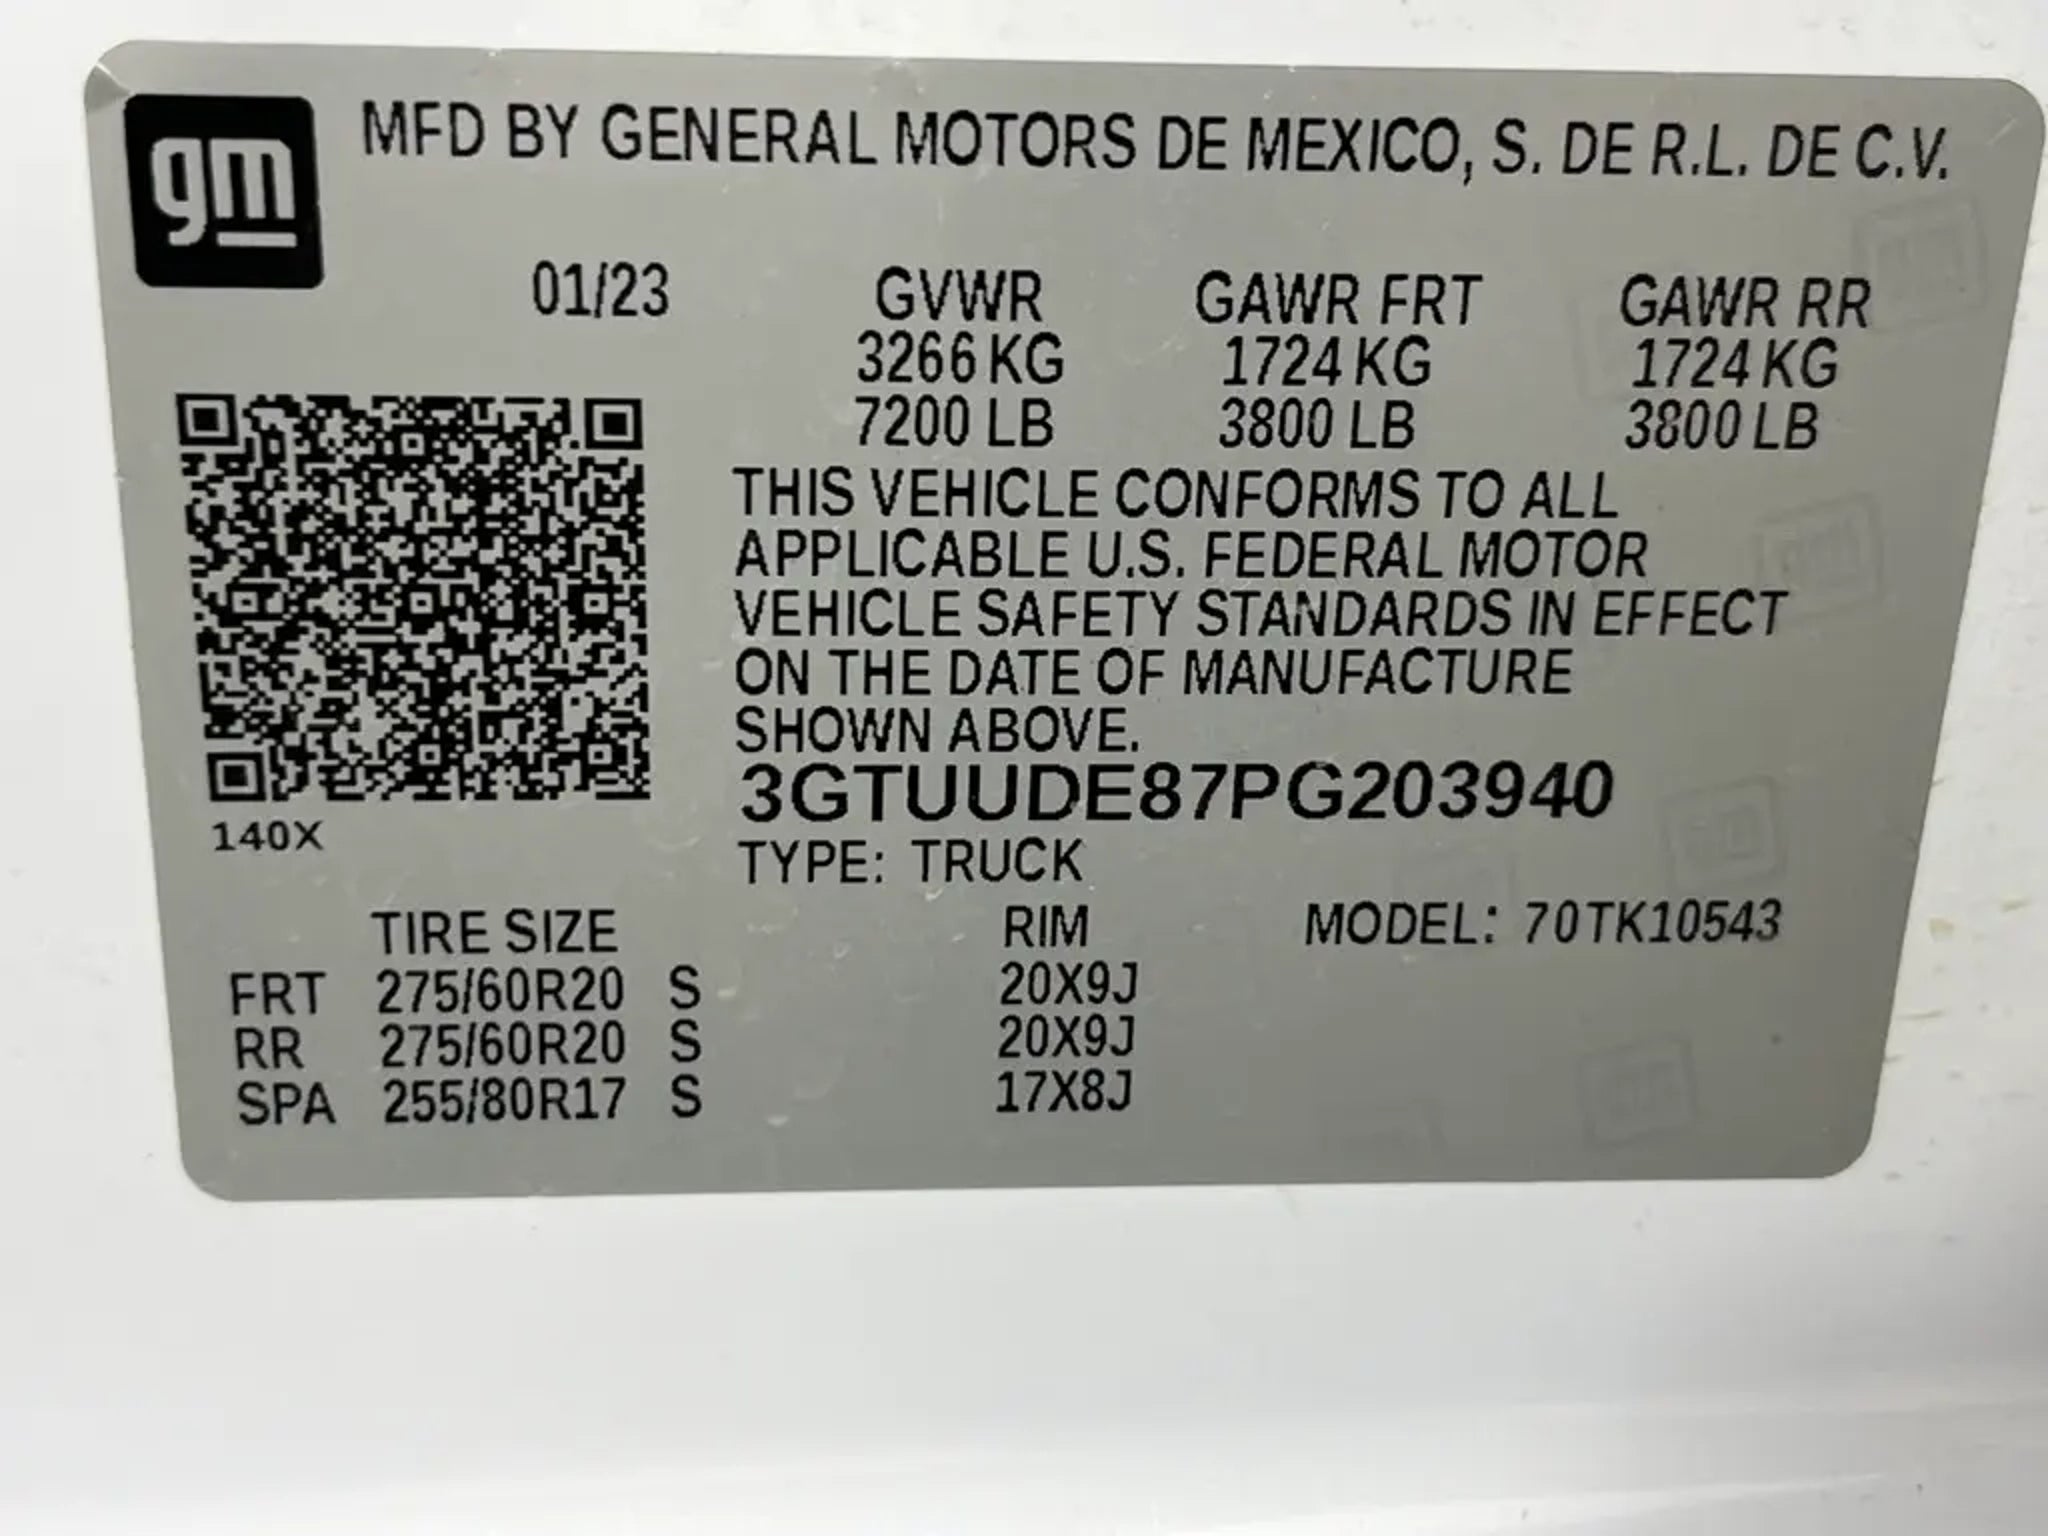 gm
MFD BY GENERAL MOTORS DE MEXICO, S. DE R.L. DE C.V.
01/23 GVWR GAWR FRT GAWR RR
3266 KG 1724 KG 1724 KG
7200 LB 3800 LB 3800 LB
THIS VEHICLE CONFORMS TO ALL
APPLICABLE U.S. FEDERAL MOTOR
VEHICLE SAFETY STANDARDS IN EFFECT
ON THE DATE OF MANUFACTURE
SHOWN ABOVE.
3GTUUDE87PG203940
140X
TYPE: TRUCK
TIRE SIZE RIM MODEL: 70TK10543
FRT 275/60R20 S 20X9J
RR 275/60R20 S 20X9J
SPA 255/80R17 S 17X8J